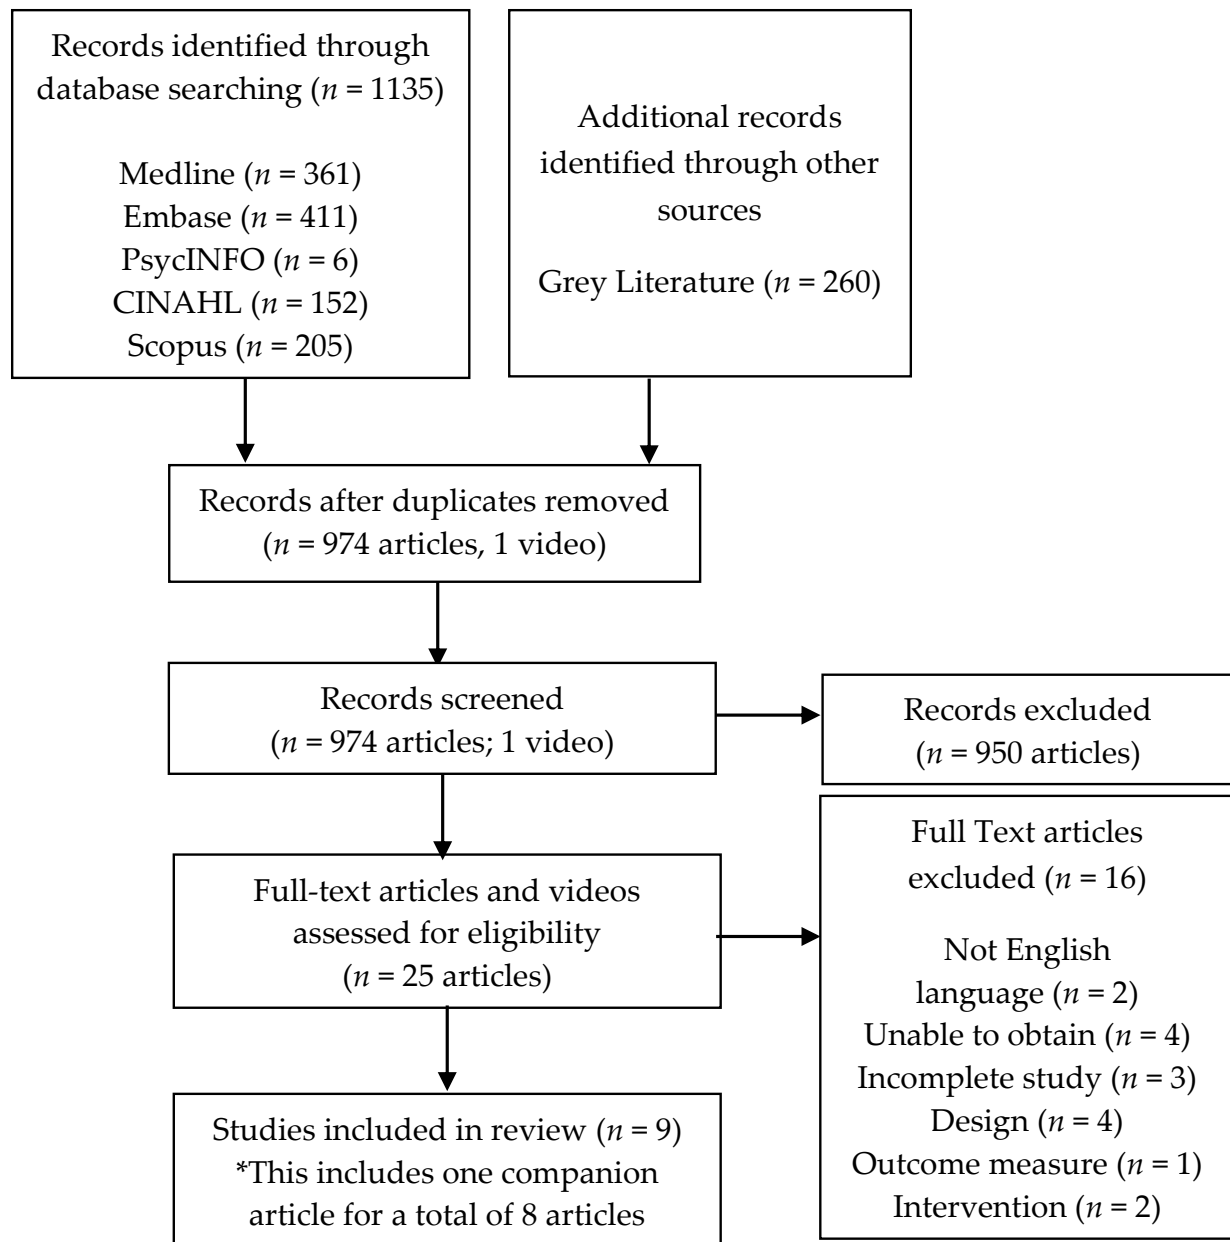 Records identified through
database searching (n = 1135)
Medline (n = 361)
Embase (n = 411)
PsycINFO (n = 6)
CINAHL (n = 152)
Scopus (n = 205)
Additional records
identified through other
sources
Grey Literature (n = 260)
Records after duplicates removed
(n = 974 articles, 1 video)
Records screened
(n = 974 articles; 1 video)
Records excluded
(n = 950 articles)
Full-text articles and videos
assessed for eligibility
(n = 25 articles)
Full Text articles
excluded (n = 16)
Not English
language (n = 2)
Unable to obtain (n = 4)
Incomplete study (n = 3)
Design (n = 4)
Outcome measure (n = 1)
Intervention (n = 2)
Studies included in review (n = 9)
*This includes one companion
article for a total of 8 articles